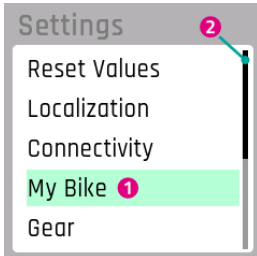 Settings
2
Reset Values
Localization
Connectivity
My Bike 1
Gear